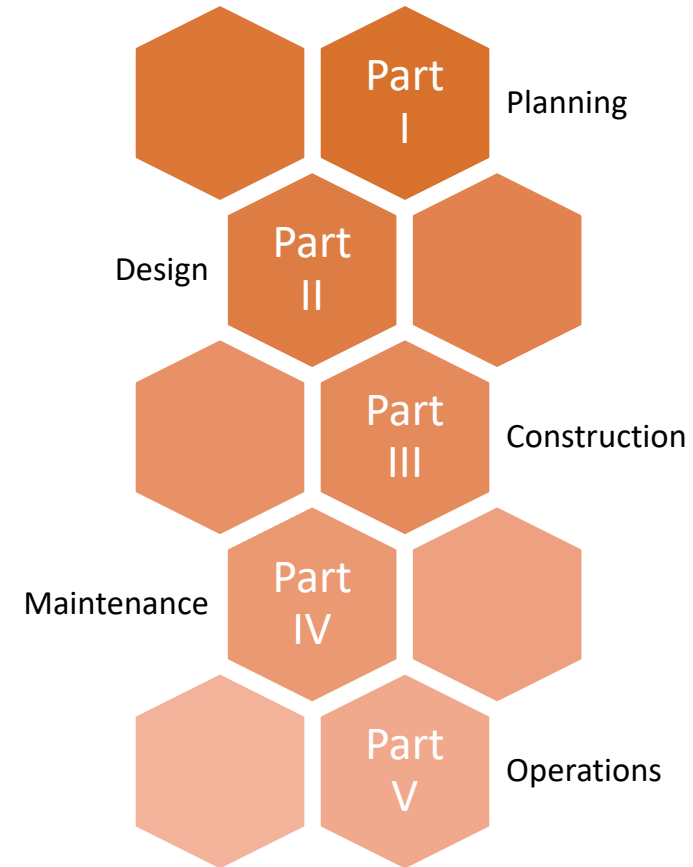 Part
I
Planning
Design
Part
II
Part
III
Construction
Maintenance
Part
IV
Part
V
Operations